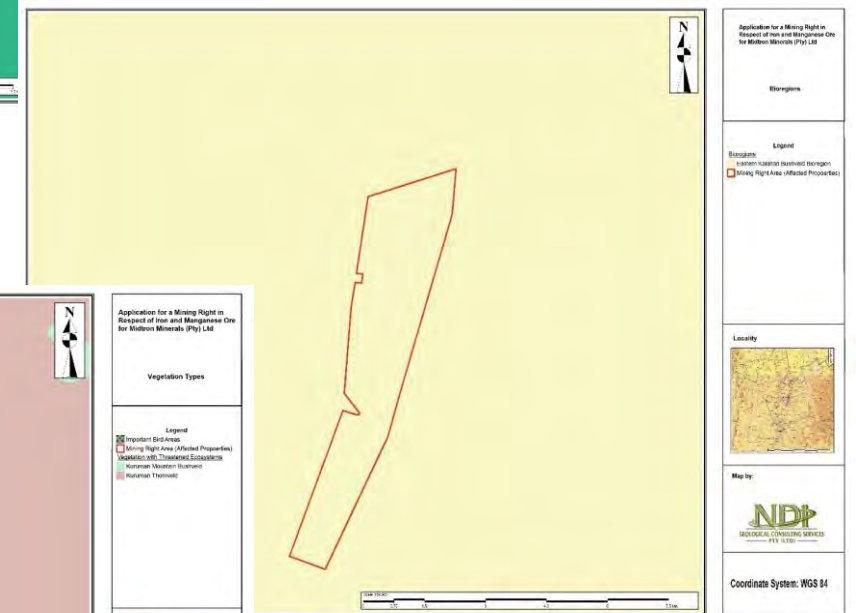 N
Application for a Mining Right in
Respect of Iron and Manganese Ore
for Midtron Minerals (Pty) Ltd
Bioregions
Legend
Bioregions
Eastern Kalahari Bushveld Bioregion
Mining Right Area (Affected Properties)
Locality
Map by:
NDI
GEOLOGICAL CONSULTING SERVICES
PTY (LTD)
Coordinate System: WGS 84
N
Application for a Mining Right in
Respect of Iron and Manganese Ore
for Midtron Minerals (Pty) Ltd
Vegetation Types
Legend
Important Bird Areas
Mining Right Area (Affected Properties)
Vegetation with Threatened Ecosystems
Kuruman Mountain Bushveld
Kuruman Thornveld